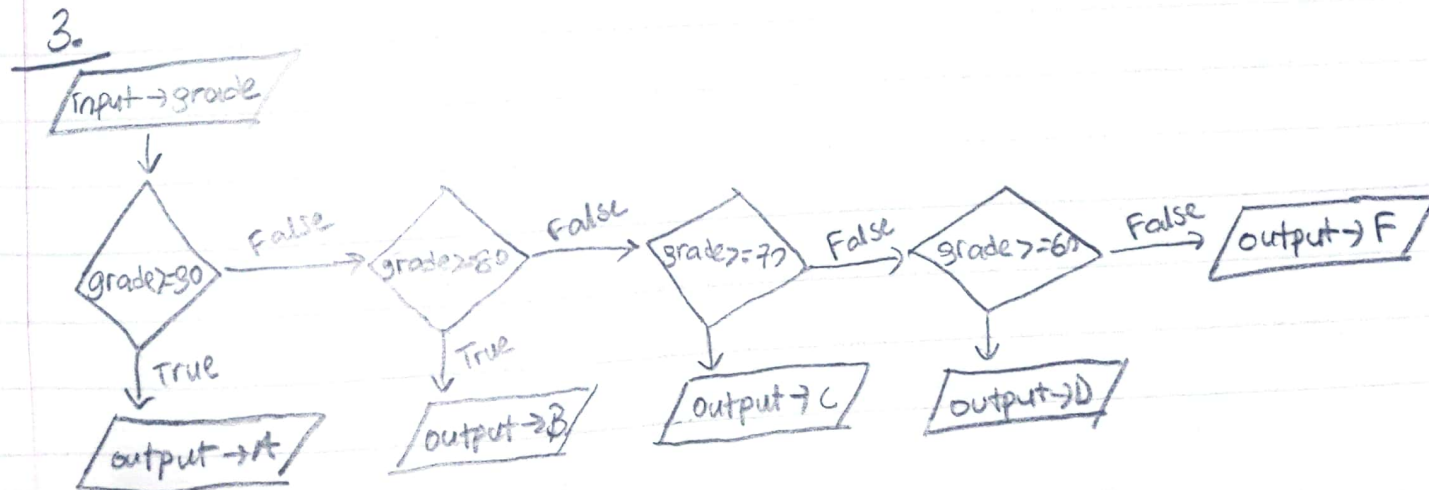 3.
input → grade
grade>=90
False
grade>=80
False
grade>=70
False
grade>=60
False
output → F
True
True
output → A
output → B
output → C
output → D